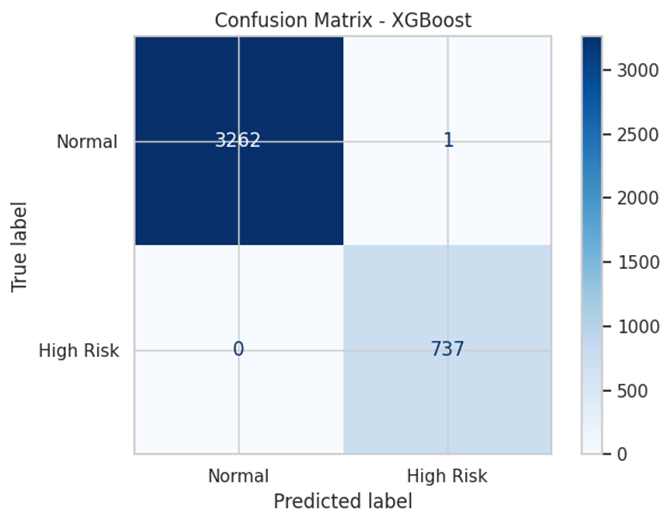 Confusion Matrix - XGBoost
True label
Normal
High Risk
3262
1
0
737
Normal
High Risk
Predicted label
3000
2500
2000
1500
1000
500
0